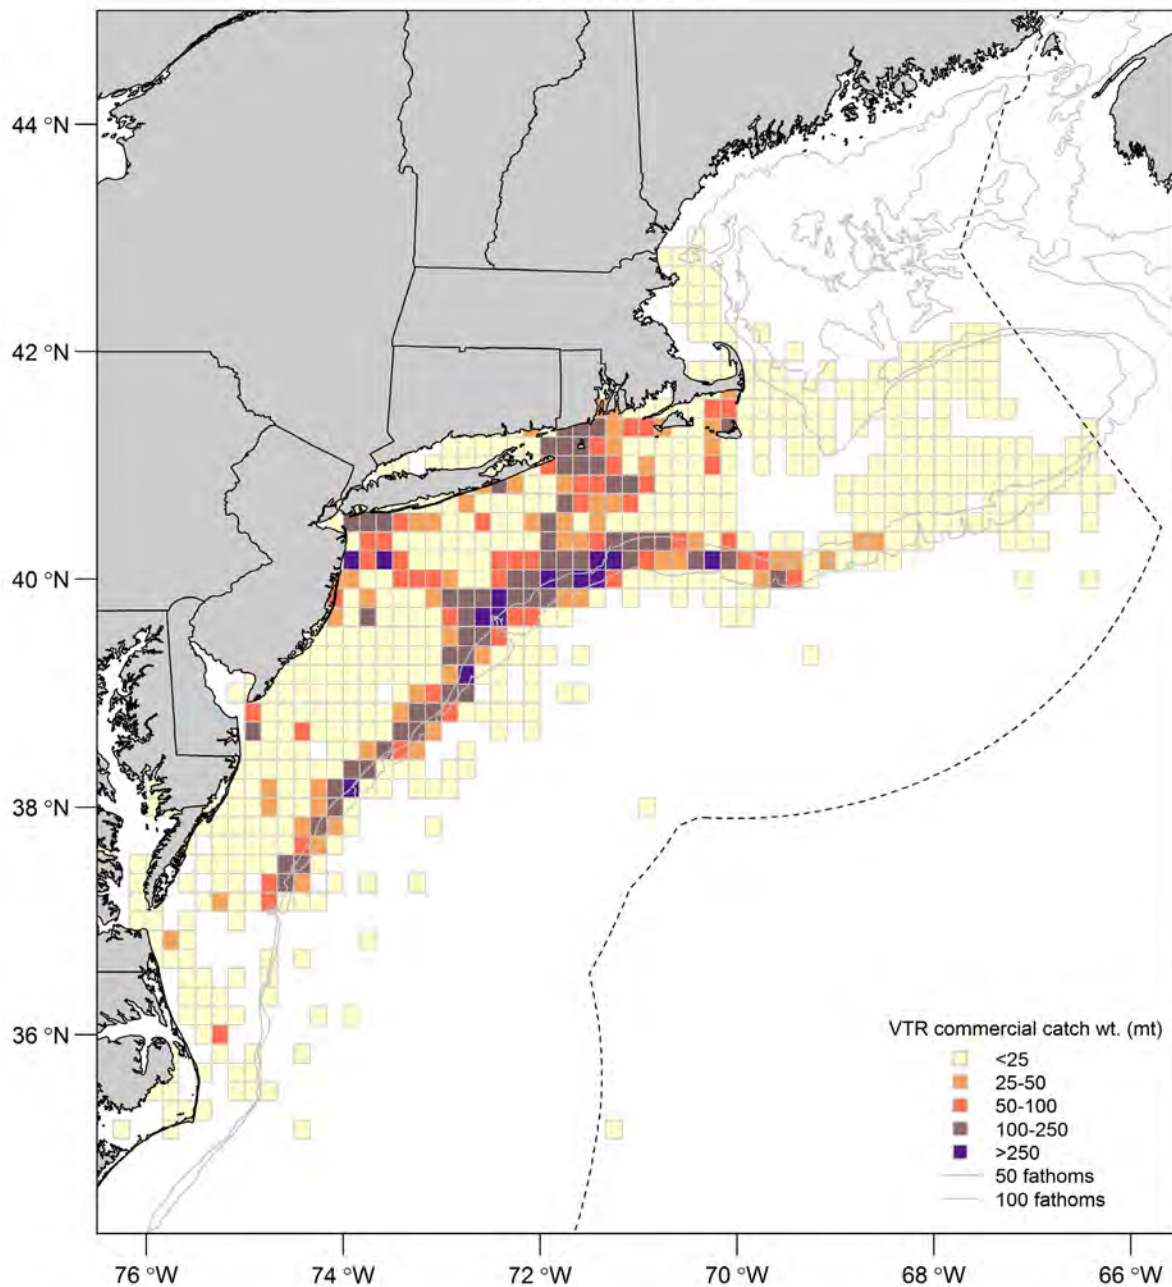 44 °N
42 °N
40 °N
38 °N
36 °N
VTR commercial catch wt. (mt)
<25
25-50
50-100
100-250
>250
50 fathoms
100 fathoms
76 °W
74 °W
72 °W
70 °W
68 °W
66 °W